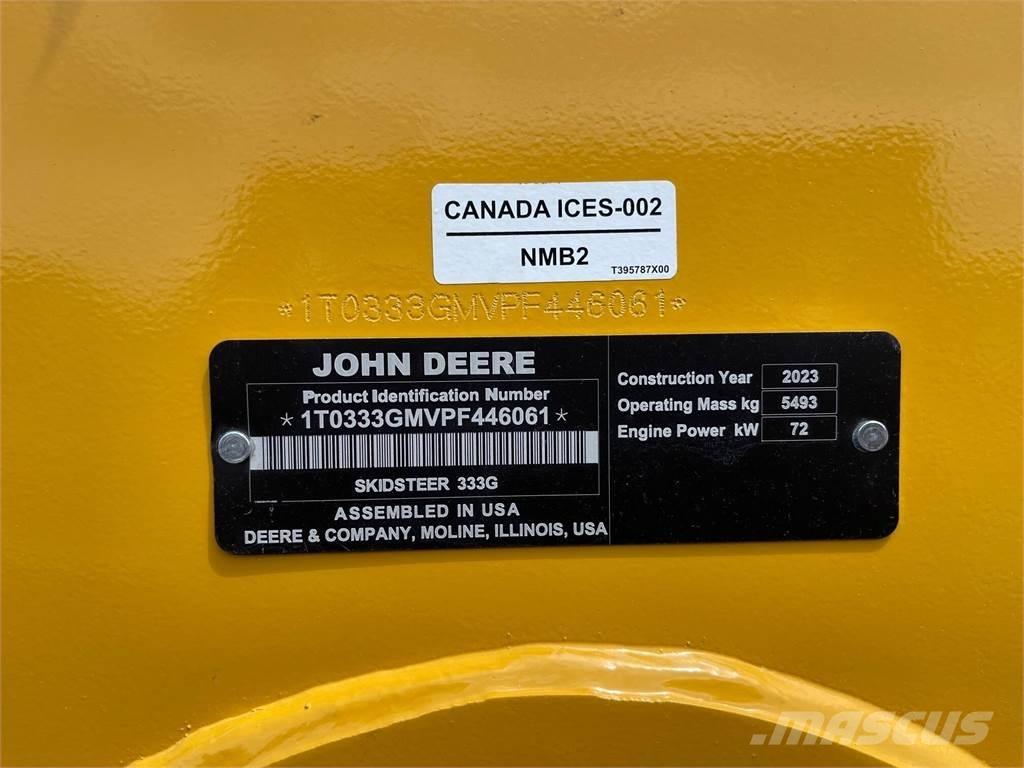 CANADA ICES-002
NMB2
T395787X00
*1T0333GMVPF446061*
JOHN DEERE
Product Identification Number
*1T0333GMVPF446061*
SKIDSTEER 333G
ASSEMBLED IN USA
DEERE & COMPANY, MOLINE, ILLINOIS, USA
Construction Year 2023
Operating Mass kg 5493
Engine Power kW 72
MASCUS